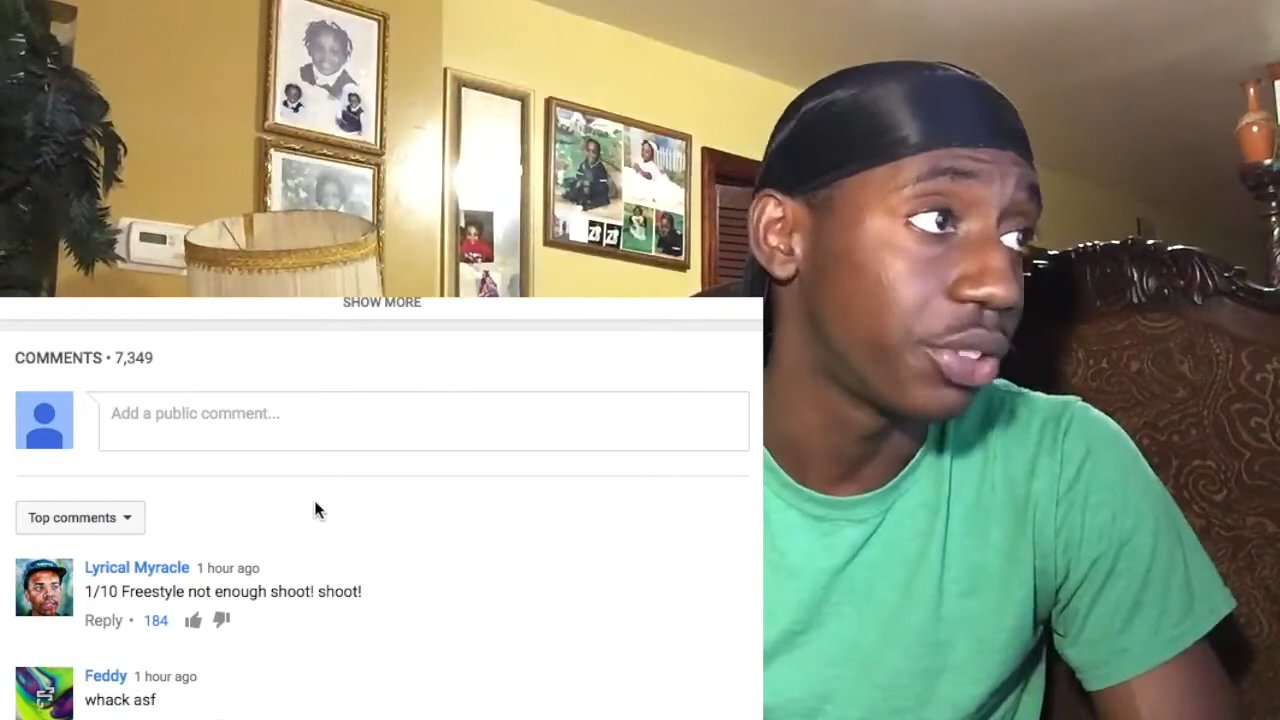 SHOW MORE
COMMENTS • 7,349
Add a public comment...
Top comments
Lyrical Myracle 1 hour ago
1/10 Freestyle not enough shoot! shoot!
Reply • 184
Feddy 1 hour ago
whack asf